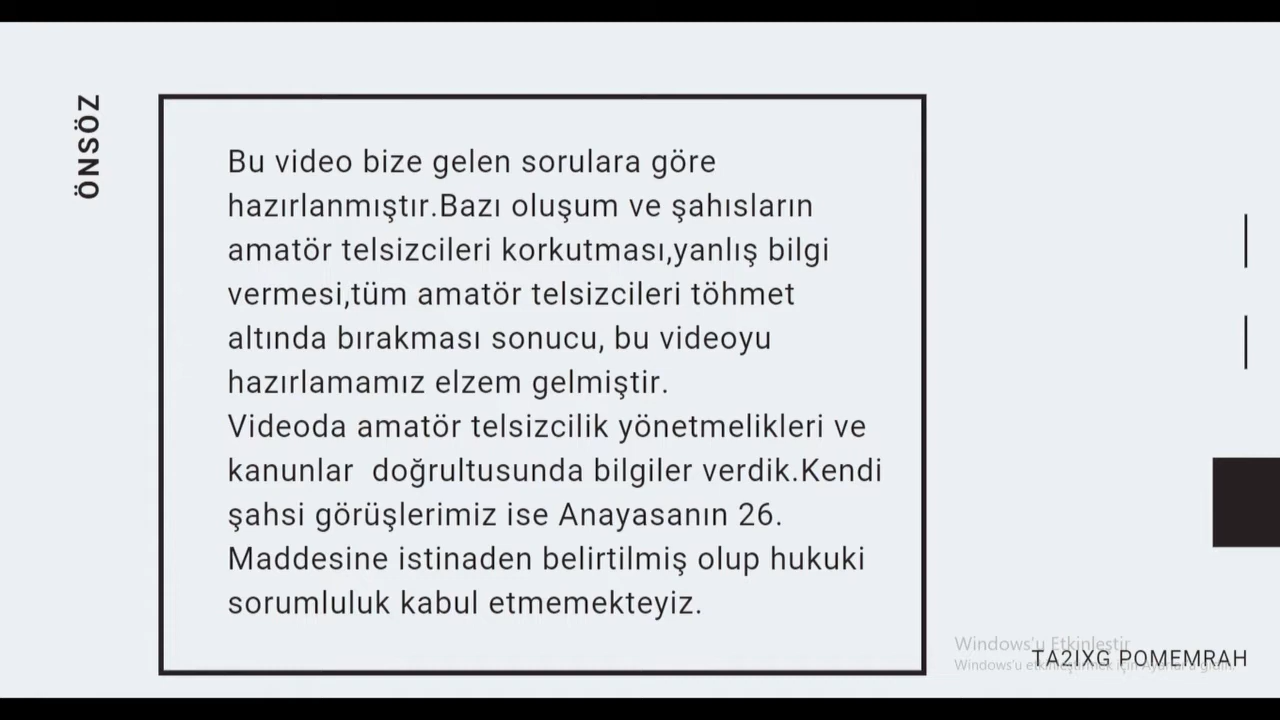 ÖNSÖZ
Bu video bize gelen sorulara göre
hazırlanmıştır.Bazı oluşum ve şahısların
amatör telsizcileri korkutması,yanlış bilgi
vermesi,tüm amatör telsizcileri töhmet
altında bırakması sonucu, bu videoyu
hazırlamamız elzem gelmiştir.
Videoda amatör telsizcilik yönetmelikleri ve
kanunlar  doğrultusunda bilgiler verdik.Kendi
şahsi görüşlerimiz ise Anayasanın 26.
Maddesine istinaden belirtilmiş olup hukuki
sorumluluk kabul etmemekteyiz.
Windows'u Etkinleştir
TA2IXG POMEMRAH
Windows'u etkinleştirmek için